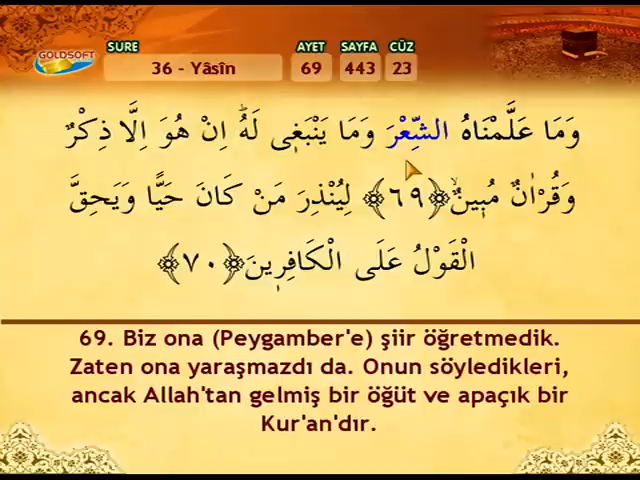 SURE AYET SAYFA CÜZ
GOLDSOFT 36 - Yâsîn 69 443 23
وَمَا عَلَّمْنَاهُ الشِّعْرَ وَمَا يَنْبَغ۪ي لَهُۜ اِنْ هُوَ اِلَّا ذِكْرٌ
وَقُرْاٰنٌ مُب۪ينٌۙ ﴿٦٩﴾ لِيُنْذِرَ مَنْ كَانَ حَيًّا وَيَحِقَّ
الْقَوْلُ عَلَى الْكَافِر۪ينَ ﴿٧٠﴾
69. Biz ona (Peygamber'e) şiir öğretmedik.
Zaten ona yaraşmazdı da. Onun söyledikleri,
ancak Allah'tan gelmiş bir öğüt ve apaçık bir
Kur'an'dır.